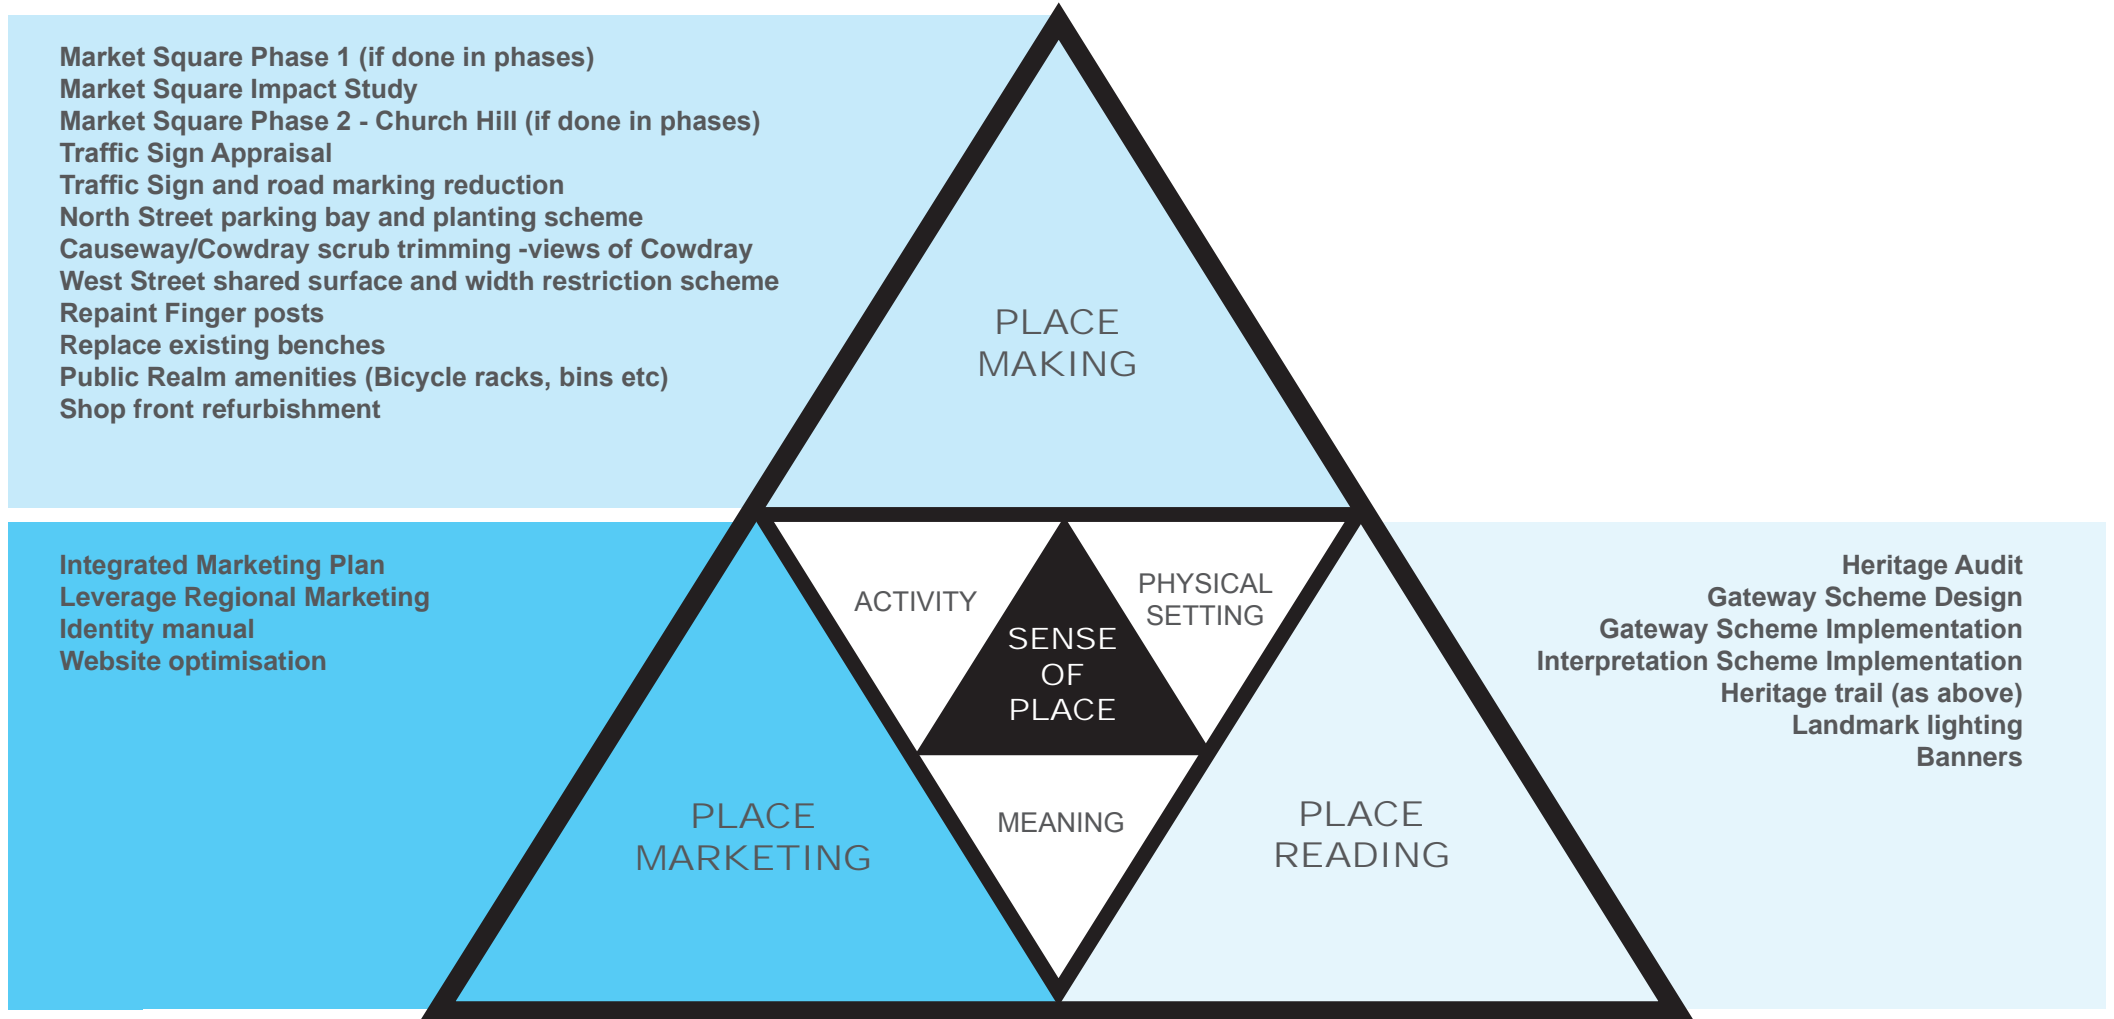 Market Square Phase 1 (if done in phases)
Market Square Impact Study
Market Square Phase 2 - Church Hill (if done in phases)
Traffic Sign Appraisal
Traffic Sign and road marking reduction
North Street parking bay and planting scheme
Causeway/Cowdray scrub trimming -views of Cowdray
West Street shared surface and width restriction scheme
Repaint Finger posts
Replace existing benches
Public Realm amenities (Bicycle racks, bins etc)
Shop front refurbishment
PLACE
MAKING
Integrated Marketing Plan
Leverage Regional Marketing
Identity manual
Website optimisation
ACTIVITY
PHYSICAL
SETTING
SENSE
OF
PLACE
MEANING
PLACE
MARKETING
PLACE
READING
Heritage Audit
Gateway Scheme Design
Gateway Scheme Implementation
Interpretation Scheme Implementation
Heritage trail (as above)
Landmark lighting
Banners